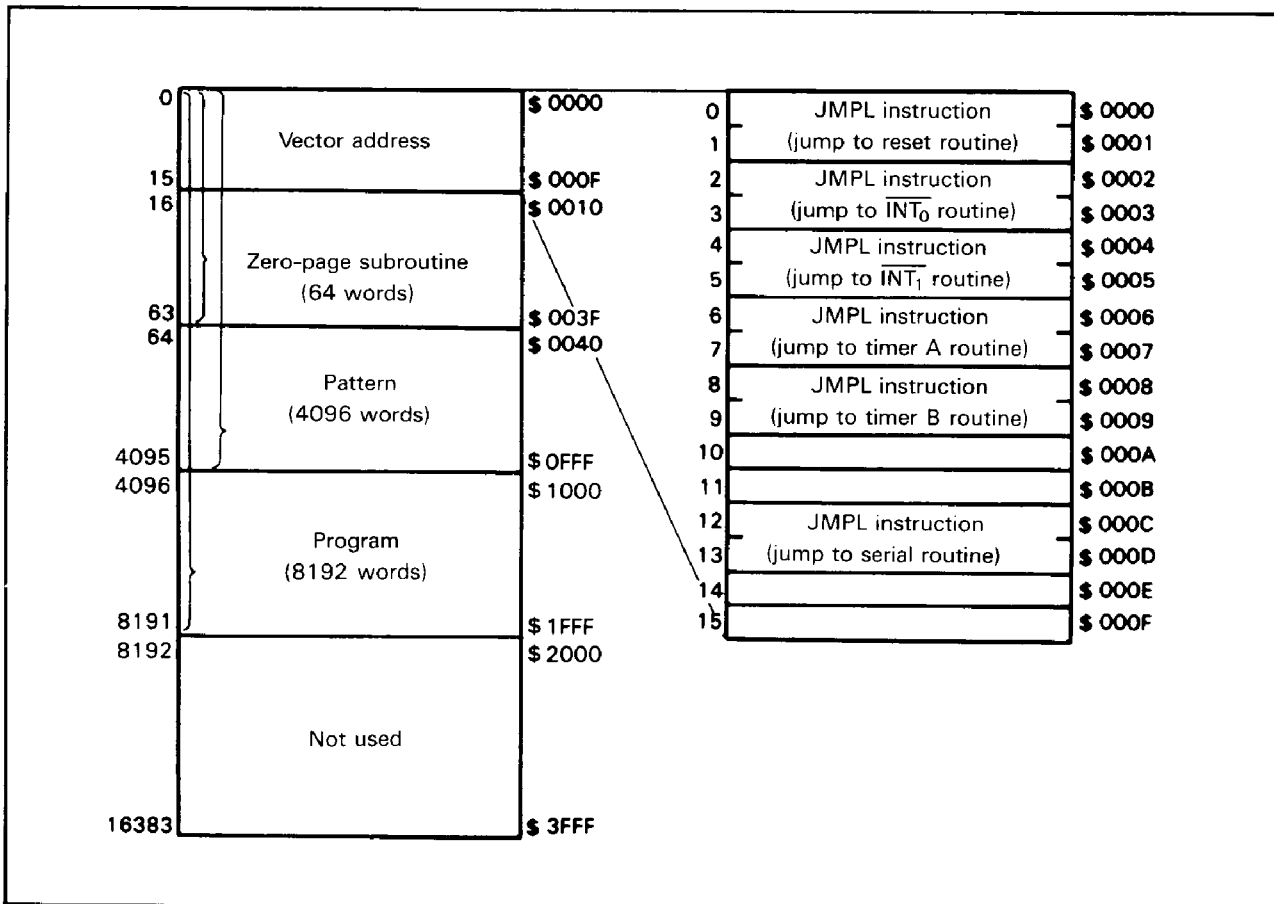 0 $ 0000
Vector address
15 $ 000F
16 $ 0010
Zero-page subroutine
(64 words)
63 $ 003F
64 $ 0040
Pattern
(4096 words)
4095 $ 0FFF
4096 $ 1000
Program
(8192 words)
8191 $ 1FFF
8192 $ 2000
Not used
16383 $ 3FFF
0 JMPL instruction $ 0000
1 (jump to reset routine) $ 0001
2 JMPL instruction $ 0002
3 (jump to INT0 routine) $ 0003
4 JMPL instruction $ 0004
5 (jump to INT1 routine) $ 0005
6 JMPL instruction $ 0006
7 (jump to timer A routine) $ 0007
8 JMPL instruction $ 0008
9 (jump to timer B routine) $ 0009
10 $ 000A
11 $ 000B
12 JMPL instruction $ 000C
13 (jump to serial routine) $ 000D
14 $ 000E
15 $ 000F